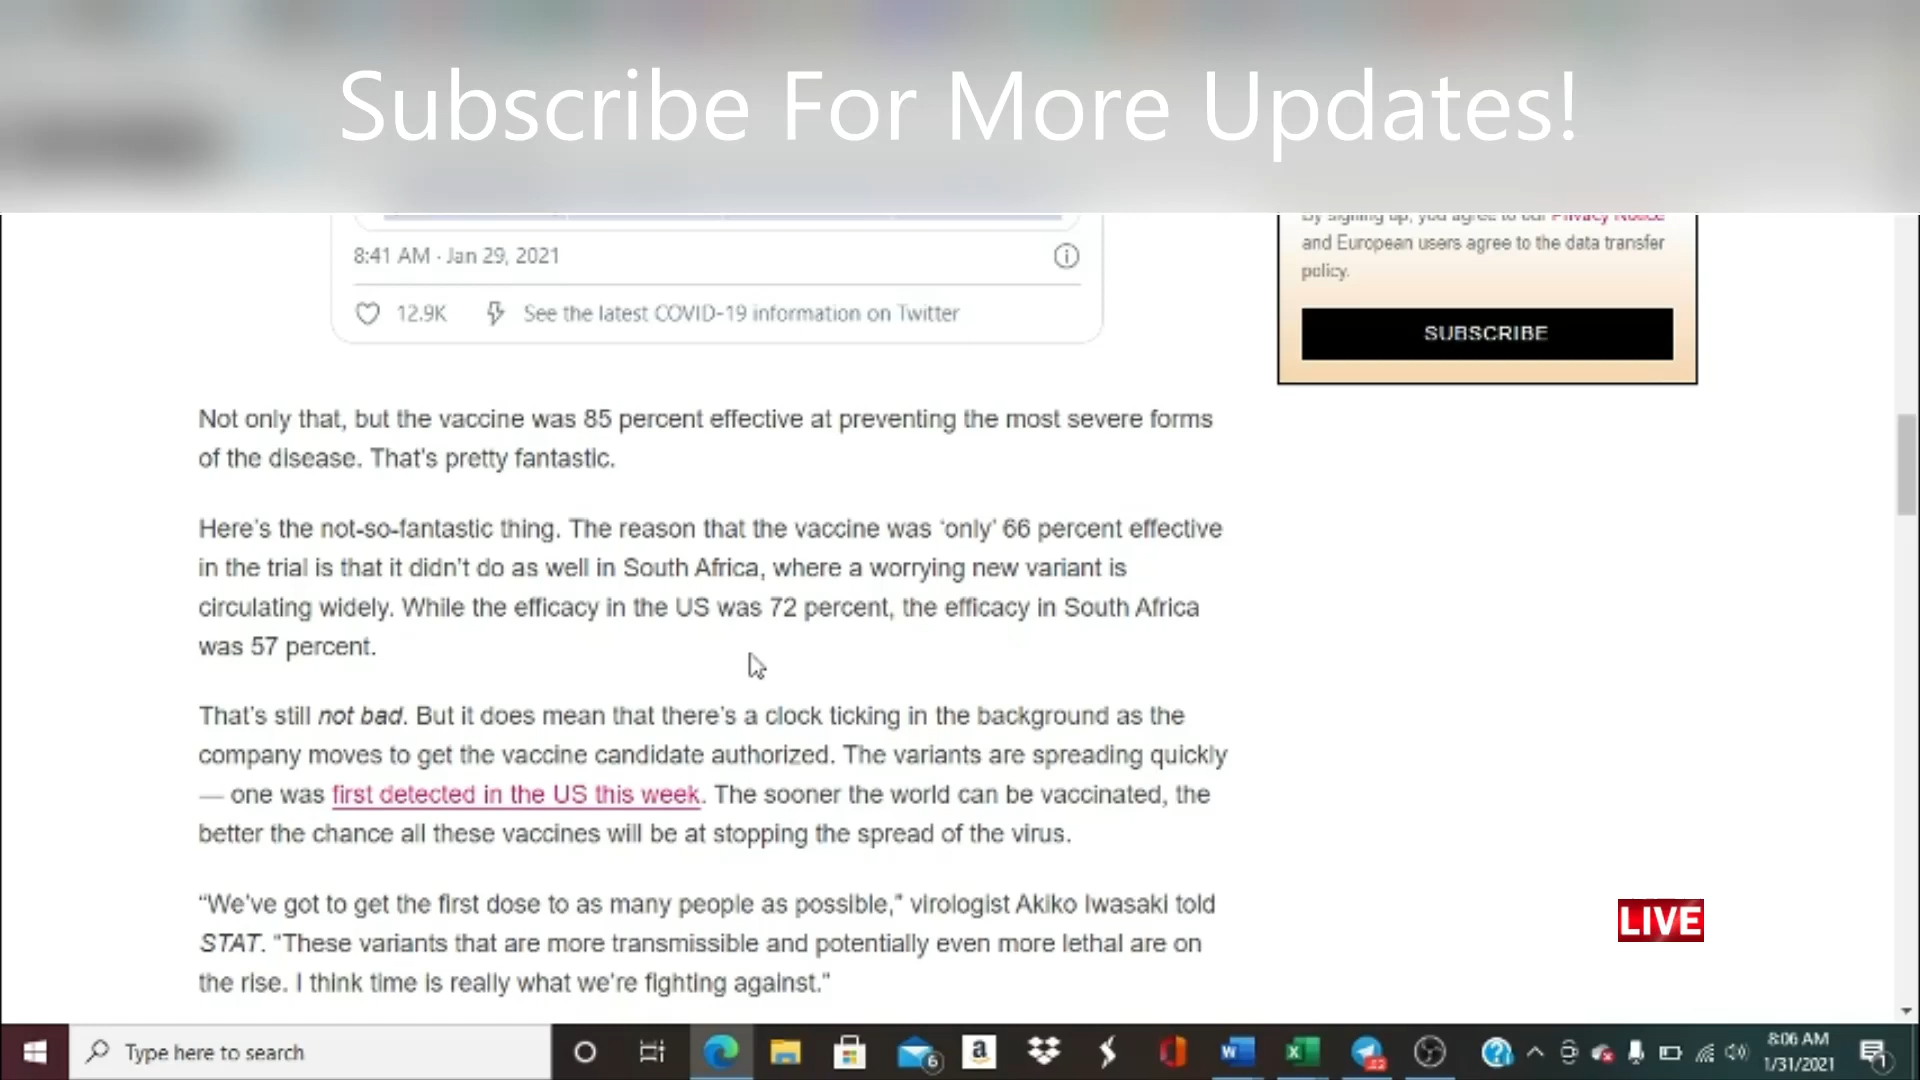 Subscribe For More Updates!
By signing up, you agree to our Privacy Notice
and European users agree to the data transfer
policy.
SUBSCRIBE
8:41 AM · Jan 29, 2021
12.9K See the latest COVID-19 information on Twitter
Not only that, but the vaccine was 85 percent effective at preventing the most severe forms
of the disease. That’s pretty fantastic.
Here’s the not-so-fantastic thing. The reason that the vaccine was ‘only’ 66 percent effective
in the trial is that it didn’t do as well in South Africa, where a worrying new variant is
circulating widely. While the efficacy in the US was 72 percent, the efficacy in South Africa
was 57 percent.
That’s still not bad. But it does mean that there’s a clock ticking in the background as the
company moves to get the vaccine candidate authorized. The variants are spreading quickly
— one was first detected in the US this week. The sooner the world can be vaccinated, the
better the chance all these vaccines will be at stopping the spread of the virus.
“We’ve got to get the first dose to as many people as possible,” virologist Akiko Iwasaki told
STAT. “These variants that are more transmissible and potentially even more lethal are on
the rise. I think time is really what we’re fighting against.”
LIVE
Type here to search
6
a
W
X
8:06 AM
1/31/2021
1